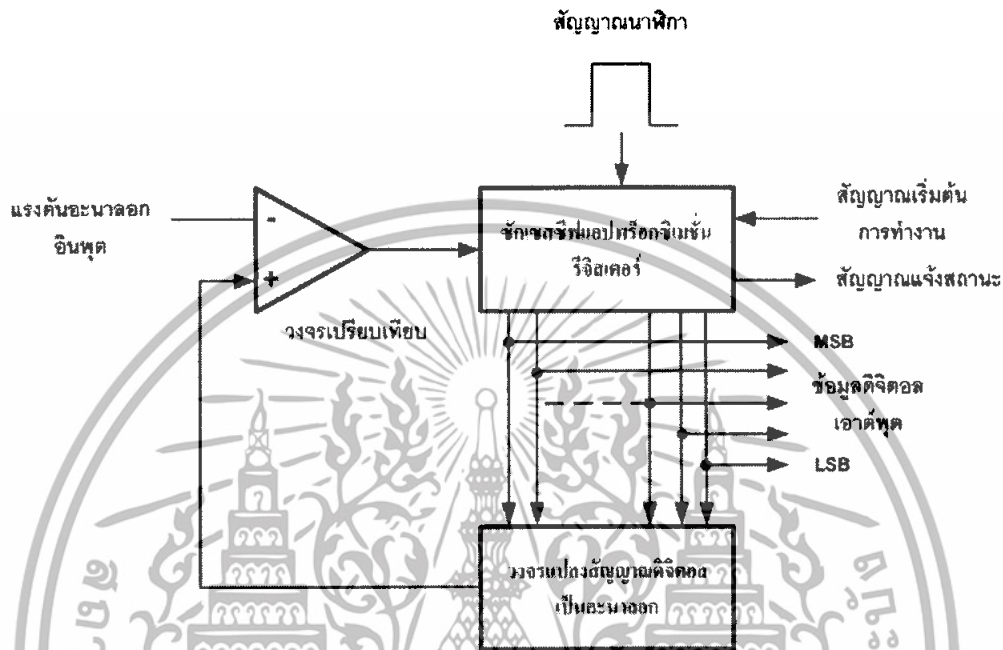 สัญญาณนาฬิกา
แรงดันอะนาลอก
อินพุต
-
+
วงจรเปรียบเทียบ
ซักเซสซีฟแอปพร็อกซิเมชั่น
รีจิสเตอร์
สัญญาณเริ่มต้น
การทำงาน
สัญญาณแจ้งสถานะ
MSB
ข้อมูลดิจิตอล
เอาต์พุต
LSB
วงจรแปลงสัญญาณดิจิตอล
เป็นอะนาลอก